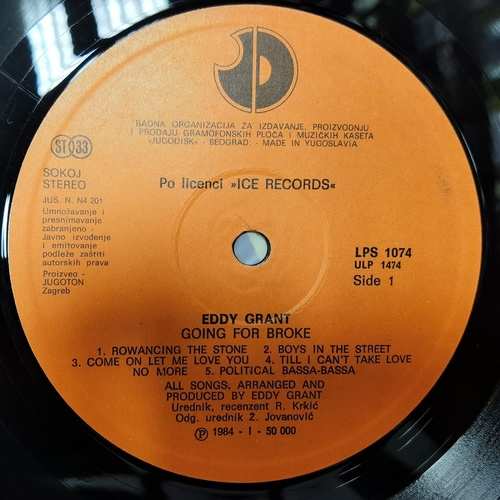 RADNA ORGANIZACIJA ZA IZDAVANJE, PROIZVODNJU
I PRODAJU GRAMOFONSKIH PLOČA I MUZIČKIH KASETA
»JUGODISK« - BEOGRAD - MADE IN YUGOSLAVIA
ST 33
SOKOJ
STEREO
Po licenci »ICE RECORDS«
JUS. N. N4 201
Umnožavanje i
presnimavanje
zabranjeno -
Javno izvođenje
i emitovanje
podleže zaštiti
autorskih prava
Proizveo -
JUGOTON
Zagreb
LPS 1074
ULP 1474
Side 1
EDDY GRANT
GOING FOR BROKE
1. ROWANCING THE STONE 2. BOYS IN THE STREET
3. COME ON LET ME LOVE YOU 4. TILL I CAN'T TAKE LOVE
NO MORE 5. POLITICAL BASSA-BASSA
ALL SONGS, ARRANGED AND
PRODUCED BY EDDY GRANT
Urednik, recenzent R. Krkić
Odg. urednik Ž. Jovanović
Ⓟ 1984 - I - 50 000